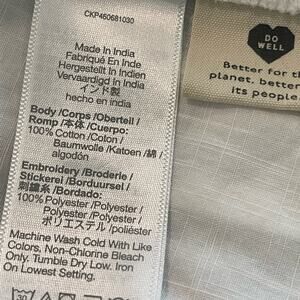 CKP460681030
Made In India
Fabriqué En Inde
Hergestellt In Indien
Vervaardigd In India
インド製
hecho en india
Body /Corps /Obertell /
Romp /本体 /Cuerpo:
100% Cotton /Coton /
Baumwolle /Katoen /綿 /
algodón
Embroidery /Broderie /
Stickerei /Borduursel /
刺繍糸 /Bordado:
100% Polyester /Polyester /
Polyester /Polyester /
ポリエステル /poliéster
Machine Wash Cold With Like
Colors, Non-Chlorine Bleach
Only. Tumble Dry Low. Iron
On Lowest Setting.
30
DO
WELL
Better for th
planet, better
its people